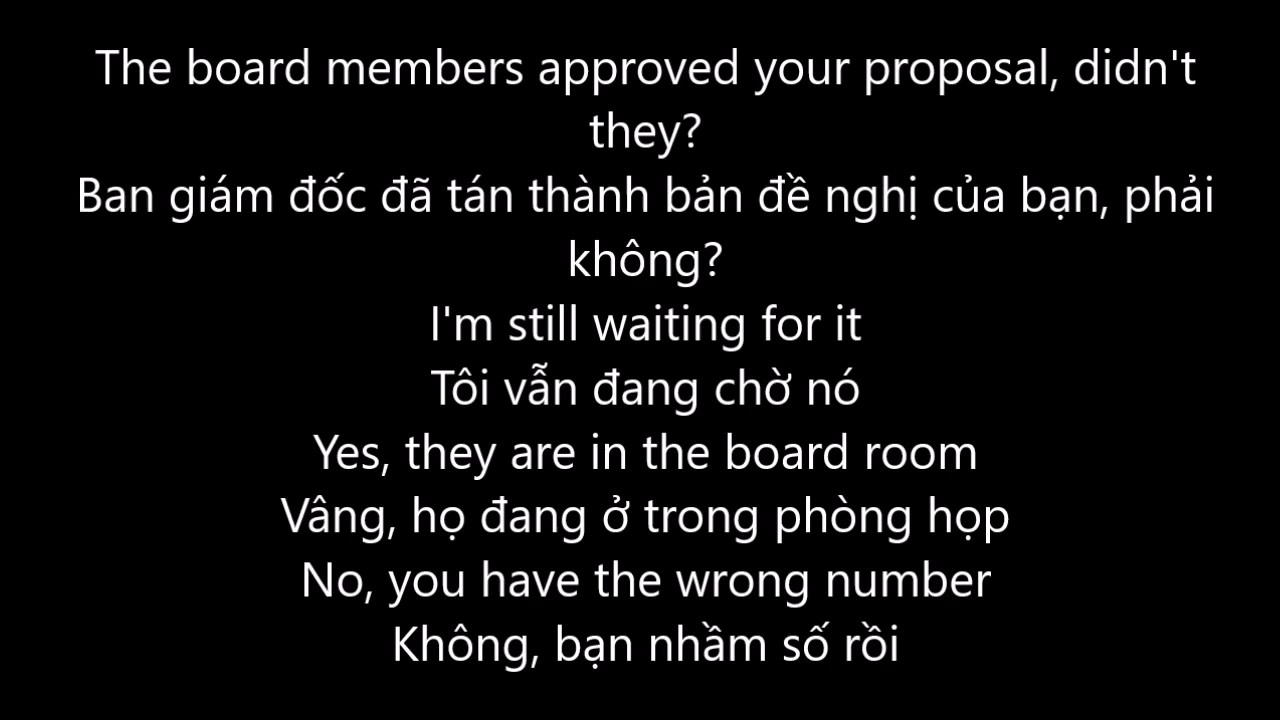 The board members approved your proposal, didn't
they?
Ban giám đốc đã tán thành bản đề nghị của bạn, phải
không?
I'm still waiting for it
Tôi vẫn đang chờ nó
Yes, they are in the board room
Vâng, họ đang ở trong phòng họp
No, you have the wrong number
Không, bạn nhầm số rồi